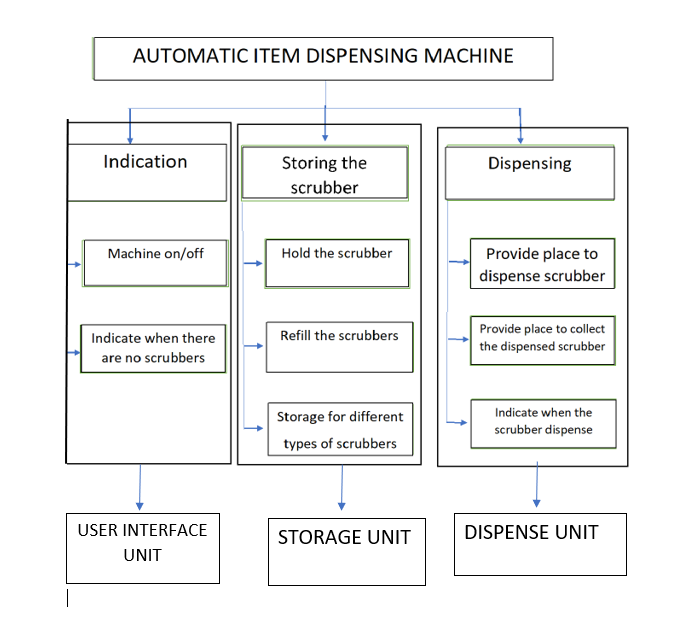 AUTOMATIC ITEM DISPENSING MACHINE
Indication
Machine on/off
Indicate when there
are no scrubbers
USER INTERFACE
UNIT
Storing the
scrubber
Hold the scrubber
Refill the scrubbers
Storage for different
types of scrubbers
STORAGE UNIT
Dispensing
Provide place to
dispense scrubber
Provide place to collect
the dispensed scrubber
Indicate when the
scrubber dispense
DISPENSE UNIT